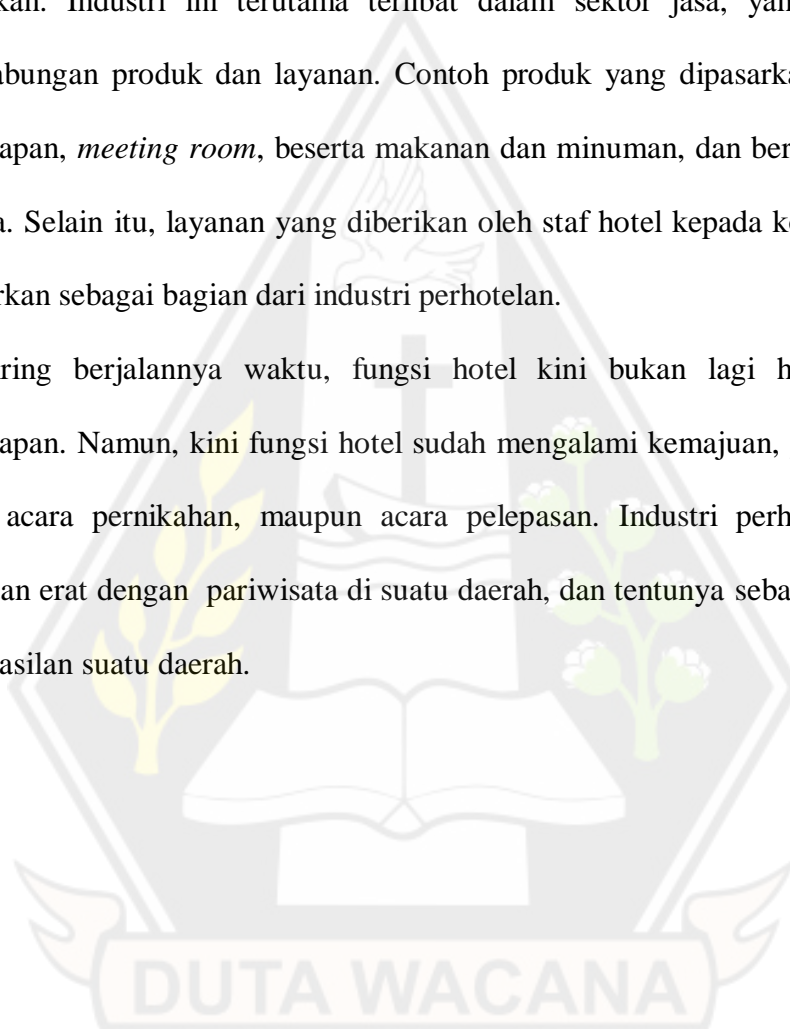 kan. Industri ini terutama terlibat dalam sektor jasa, yan
abungan produk dan layanan. Contoh produk yang dipasarka
apan, meeting room, beserta makanan dan minuman, dan ber
a. Selain itu, layanan yang diberikan oleh staf hotel kepada k
rkan sebagai bagian dari industri perhotelan.
ring berjalannya waktu, fungsi hotel kini bukan lagi h
apan. Namun, kini fungsi hotel sudah mengalami kemajuan,
acara pernikahan, maupun acara pelepasan. Industri perh
an erat dengan pariwisata di suatu daerah, dan tentunya seba
asilan suatu daerah.
DUTA WACANA